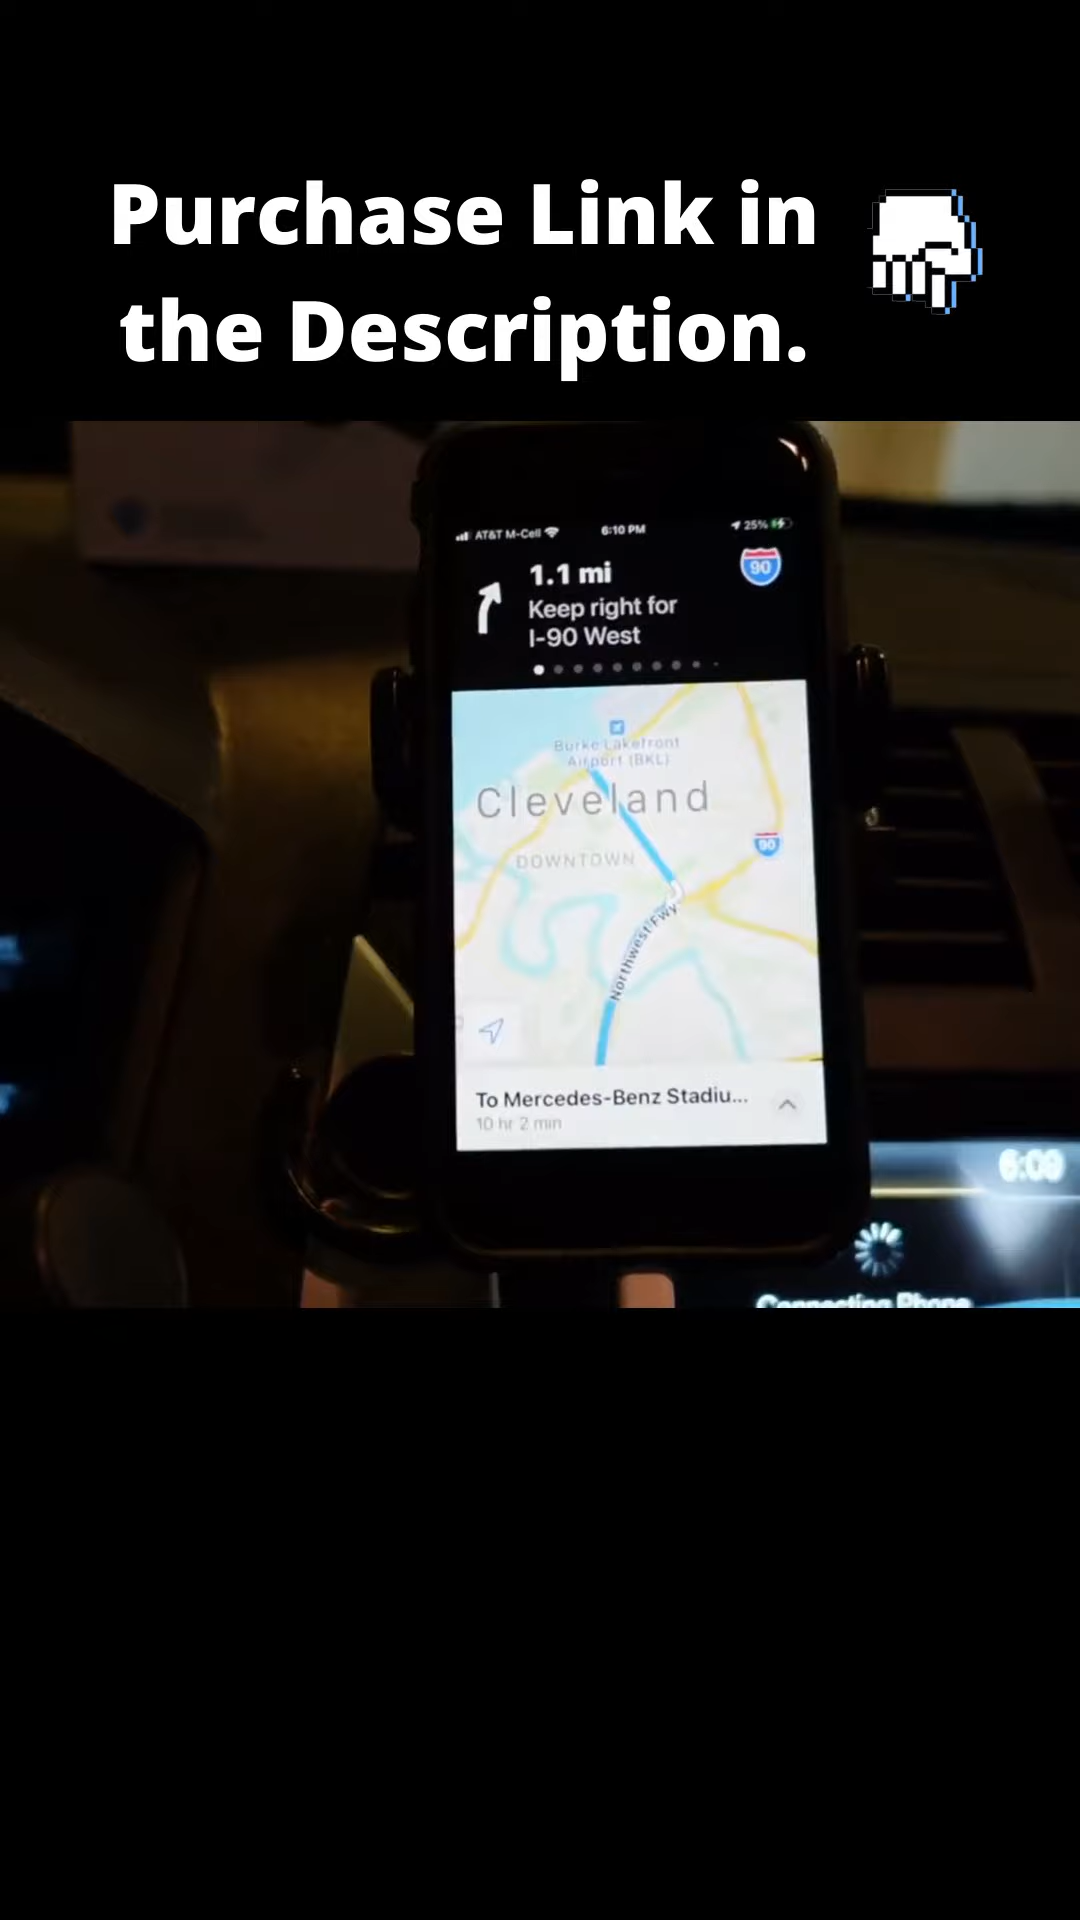 Purchase Link in
the Description.
AT&T M-Cell
6:10 PM
25%
1.1 mi
90
Keep right for
I-90 West
Burke Lakefront
Airport (BKL)
Cleveland
90
DOWNTOWN
Northwest Fwy
To Mercedes-Benz Stadiu...
10 hr 2 min
6:09
Connecting Phone